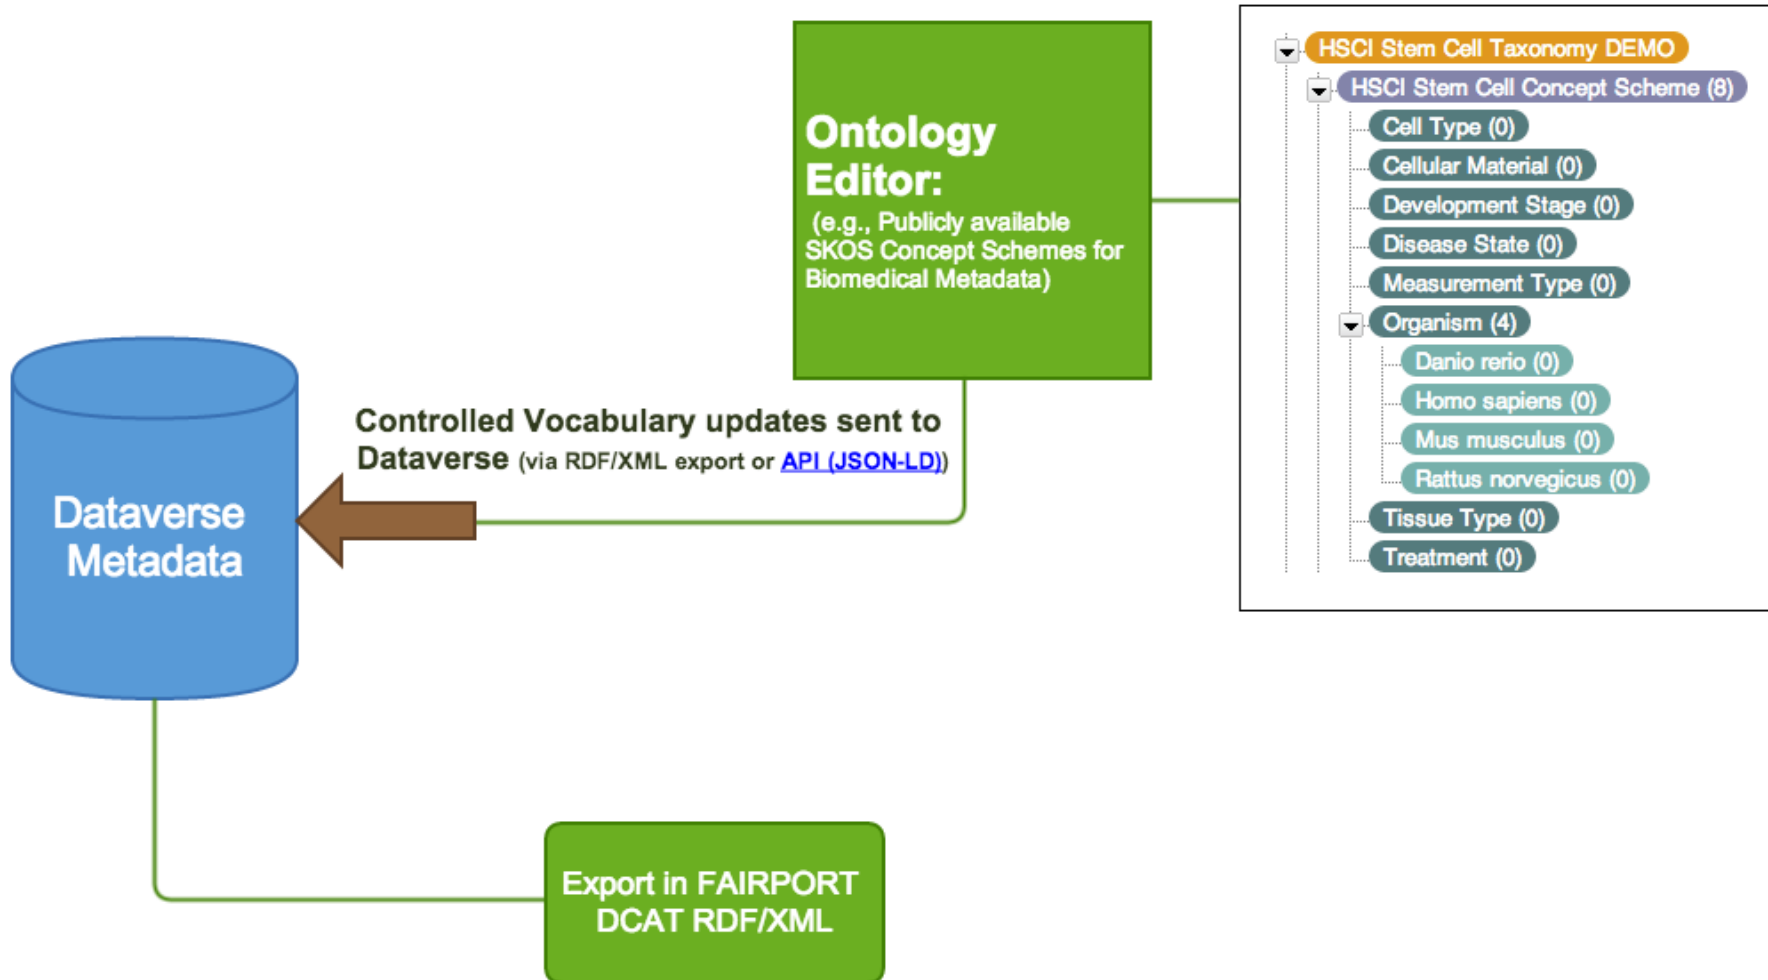 Ontology
Editor:
(e.g., Publicly available
SKOS Concept Schemes for
Biomedical Metadata)
HSCI Stem Cell Taxonomy DEMO
HSCI Stem Cell Concept Scheme (8)
Cell Type (0)
Cellular Material (0)
Development Stage (0)
Disease State (0)
Measurement Type (0)
Organism (4)
Danio rerio (0)
Homo sapiens (0)
Mus musculus (0)
Rattus norvegicus (0)
Tissue Type (0)
Treatment (0)
Controlled Vocabulary updates sent to
Dataverse (via RDF/XML export or API (JSON-LD))
Dataverse
Metadata
Export in FAIRPORT
DCAT RDF/XML